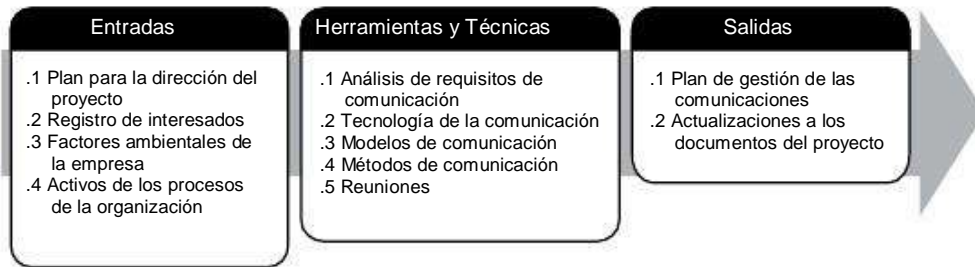 Entradas
.1 Plan para la dirección del
proyecto
.2 Registro de interesados
.3 Factores ambientales de
la empresa
.4 Activos de los procesos
de la organización
Herramientas y Técnicas
.1 Análisis de requisitos de
comunicación
.2 Tecnología de la comunicación
.3 Modelos de comunicación
.4 Métodos de comunicación
.5 Reuniones
Salidas
.1 Plan de gestión de las
comunicaciones
.2 Actualizaciones a los
documentos del proyecto